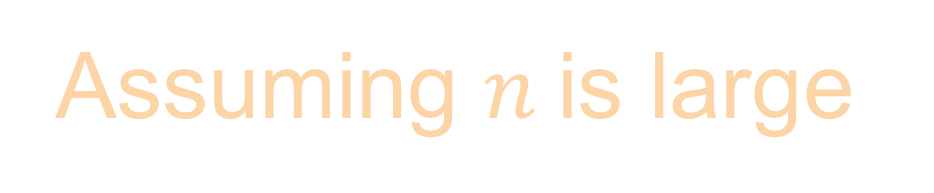 Assuming 𝑛 is large